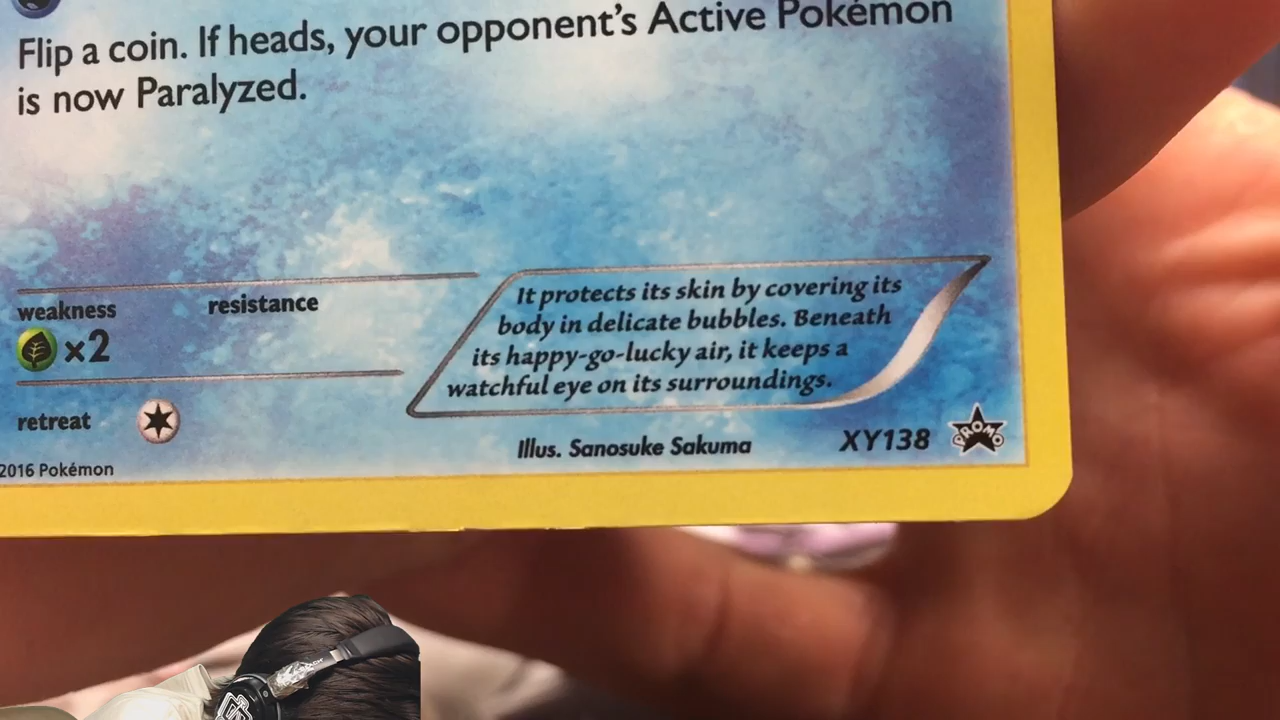 Flip a coin. If heads, your opponent's Active Pokémon
is now Paralyzed.
weakness
resistance
x2
It protects its skin by covering its
body in delicate bubbles. Beneath
its happy-go-lucky air, it keeps a
watchful eye on its surroundings.
retreat
Illus. Sanosuke Sakuma
XY138
PROMO
2016 Pokémon